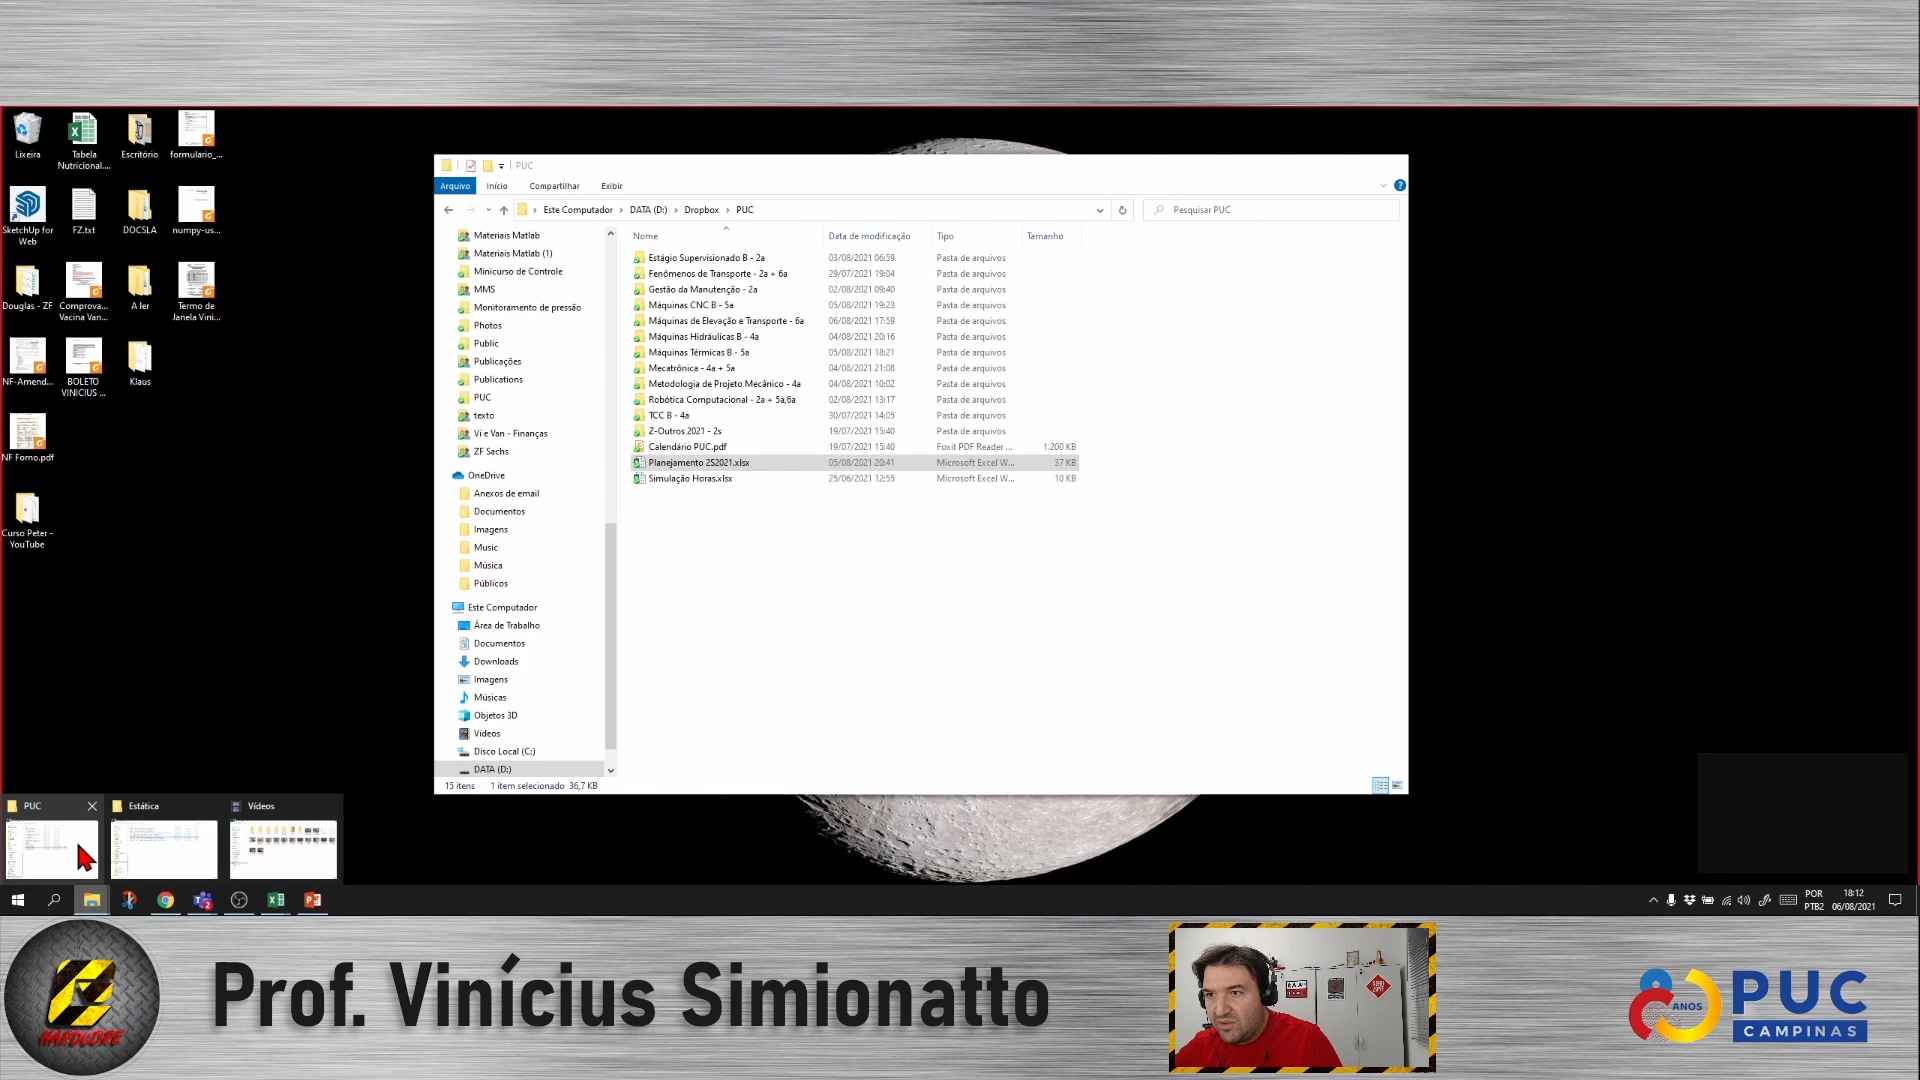 Lixeira
Tabela Nutricional....
Escritório
formulario_...
SketchUp for Web
FZ.txt
DOCSLA
numpy-us...
Douglas - ZF
Comprova... Vacina Van...
A ler
Termo de Janela Vini...
NF-Amend...
BOLETO VINICIUS ...
Klaus
NF Forno.pdf
Curso Peter - YouTube
PUC
Arquivo Início Compartilhar Exibir
Este Computador > DATA (D:) > Dropbox > PUC
Pesquisar PUC
Materiais Matlab
Materiais Matlab (1)
Minicurso de Controle
MMS
Monitoramento de pressão
Photos
Public
Publicações
Publications
PUC
texto
Vi e Van - Finanças
ZF Sachs
OneDrive
Anexos de email
Documentos
Imagens
Music
Música
Públicos
Este Computador
Área de Trabalho
Documentos
Downloads
Imagens
Músicas
Objetos 3D
Vídeos
Disco Local (C:)
DATA (D:)
Nome Data de modificação Tipo Tamanho
Estágio Supervisionado B - 2a 03/08/2021 06:59 Pasta de arquivos
Fenômenos de Transporte - 2a + 6a 29/07/2021 19:04 Pasta de arquivos
Gestão da Manutenção - 2a 02/08/2021 09:40 Pasta de arquivos
Máquinas CNC B - 5a 05/08/2021 19:23 Pasta de arquivos
Máquinas de Elevação e Transporte - 6a 06/08/2021 17:59 Pasta de arquivos
Máquinas Hidráulicas B - 4a 04/08/2021 20:16 Pasta de arquivos
Máquinas Térmicas B - 5a 05/08/2021 18:21 Pasta de arquivos
Mecatrônica - 4a + 5a 04/08/2021 21:08 Pasta de arquivos
Metodologia de Projeto Mecânico - 4a 04/08/2021 10:02 Pasta de arquivos
Robótica Computacional - 2a + 5a,6a 02/08/2021 13:17 Pasta de arquivos
TCC B - 4a 30/07/2021 14:05 Pasta de arquivos
Z-Outros 2021 - 2s 19/07/2021 15:40 Pasta de arquivos
Calendário PUC.pdf 19/07/2021 15:40 Foxit PDF Reader ... 1.200 KB
Planejamento 2S2021.xlsx 05/08/2021 20:41 Microsoft Excel W... 37 KB
Simulação Horas.xlsx 25/06/2021 12:55 Microsoft Excel W... 10 KB
15 itens 1 item selecionado 36,7 KB
PUC
Estática
Vídeos
POR
PTB2
18:12
06/08/2021
HARDCORE
Prof. Vinícius Simionatto
8 ANOS
PUC
CAMPINAS